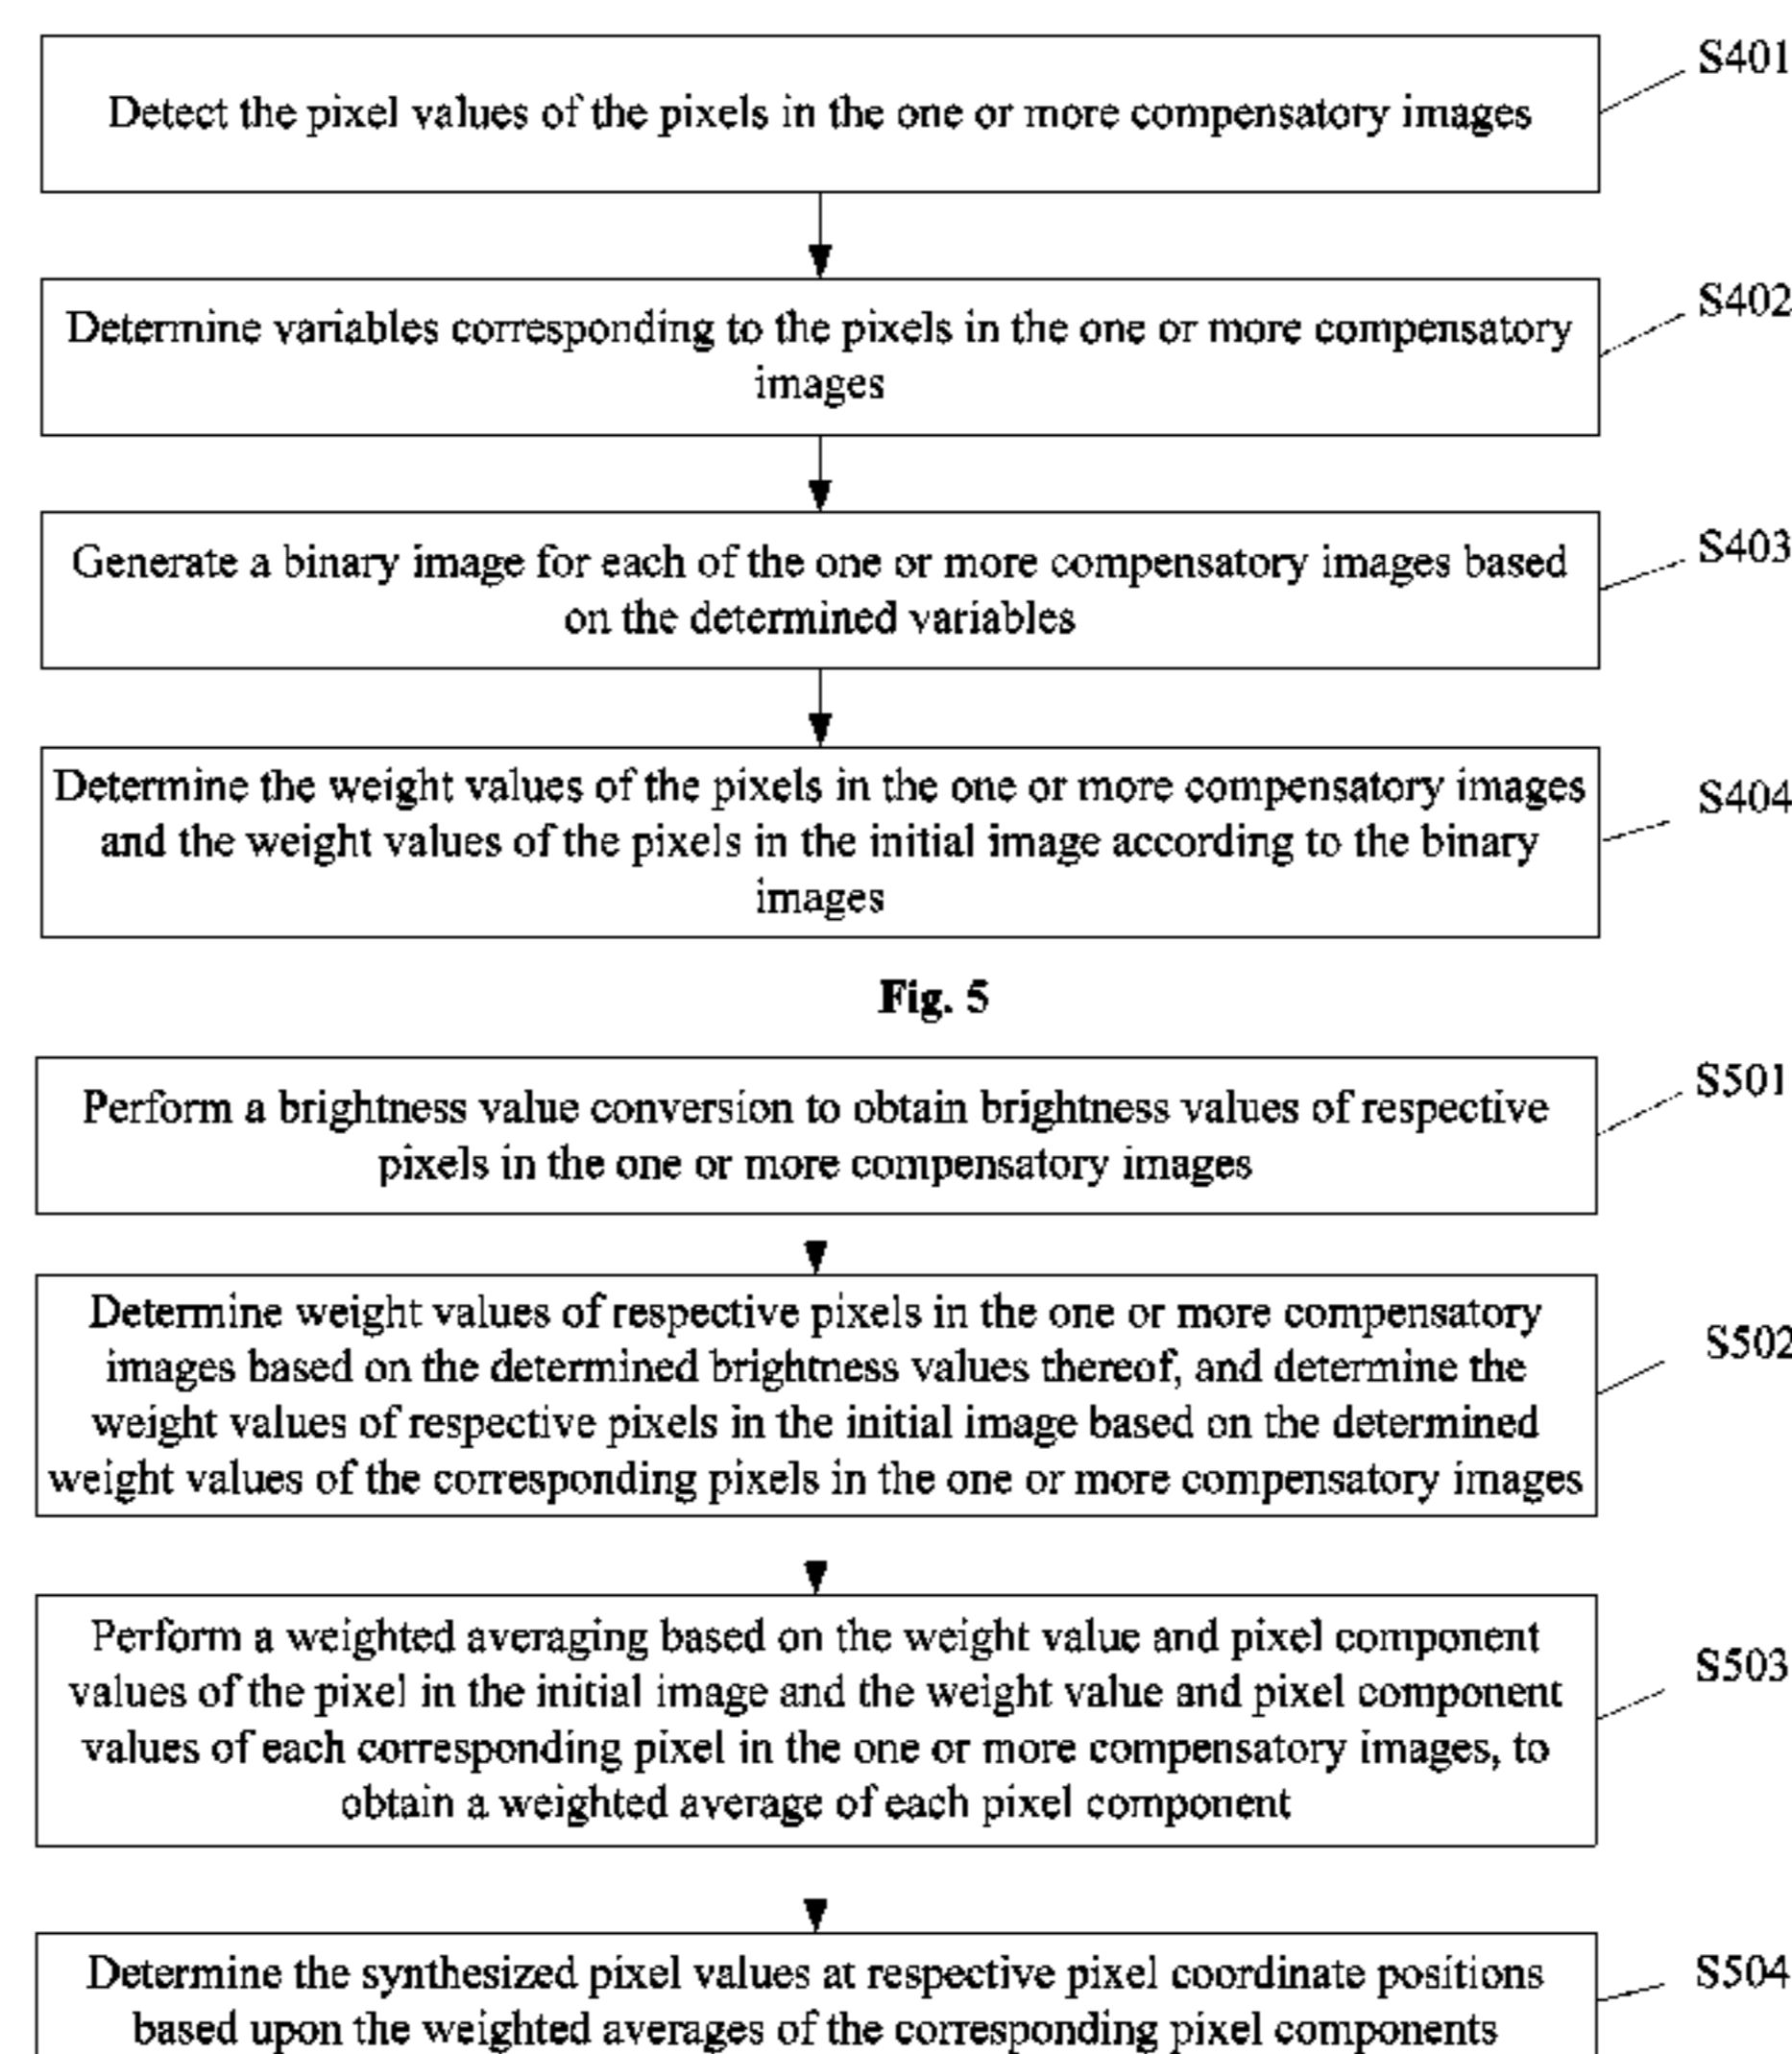 S401
Detect the pixel values of the pixels in the one or more compensatory images
S402
Determine variables corresponding to the pixels in the one or more compensatory
images
S403
Generate a binary image for each of the one or more compensatory images based
on the determined variables
S404
Determine the weight values of the pixels in the one or more compensatory images
and the weight values of the pixels in the initial image according to the binary
images
Fig. 5
S501
Perform a brightness value conversion to obtain brightness values of respective
pixels in the one or more compensatory images
S502
Determine weight values of respective pixels in the one or more compensatory
images based on the determined brightness values thereof, and determine the
weight values of respective pixels in the initial image based on the determined
weight values of the corresponding pixels in the one or more compensatory images
S503
Perform a weighted averaging based on the weight value and pixel component
values of the pixel in the initial image and the weight value and pixel component
values of each corresponding pixel in the one or more compensatory images, to
obtain a weighted average of each pixel component
S504
Determine the synthesized pixel values at respective pixel coordinate positions
based upon the weighted averages of the corresponding pixel components